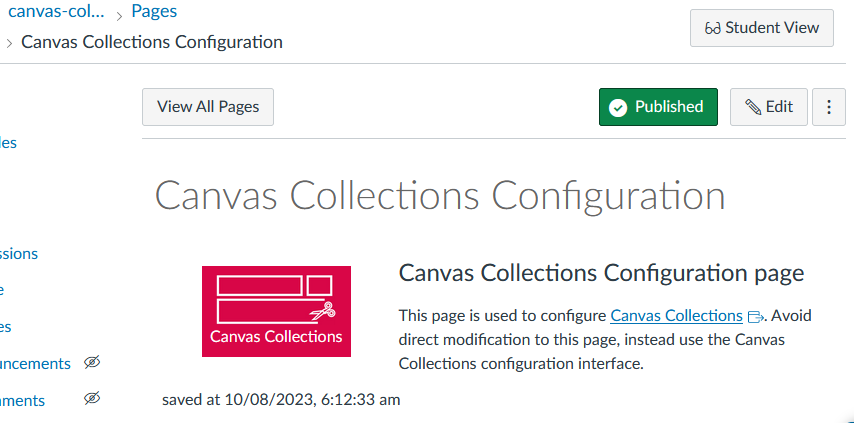 canvas-col... > Pages
> Canvas Collections Configuration
Student View
View All Pages
Published
Edit
les
Canvas Collections Configuration
ssions
e
es
uncements
nments
Canvas Collections
Canvas Collections Configuration page
This page is used to configure Canvas Collections. Avoid
direct modification to this page, instead use the Canvas
Collections configuration interface.
saved at 10/08/2023, 6:12:33 am